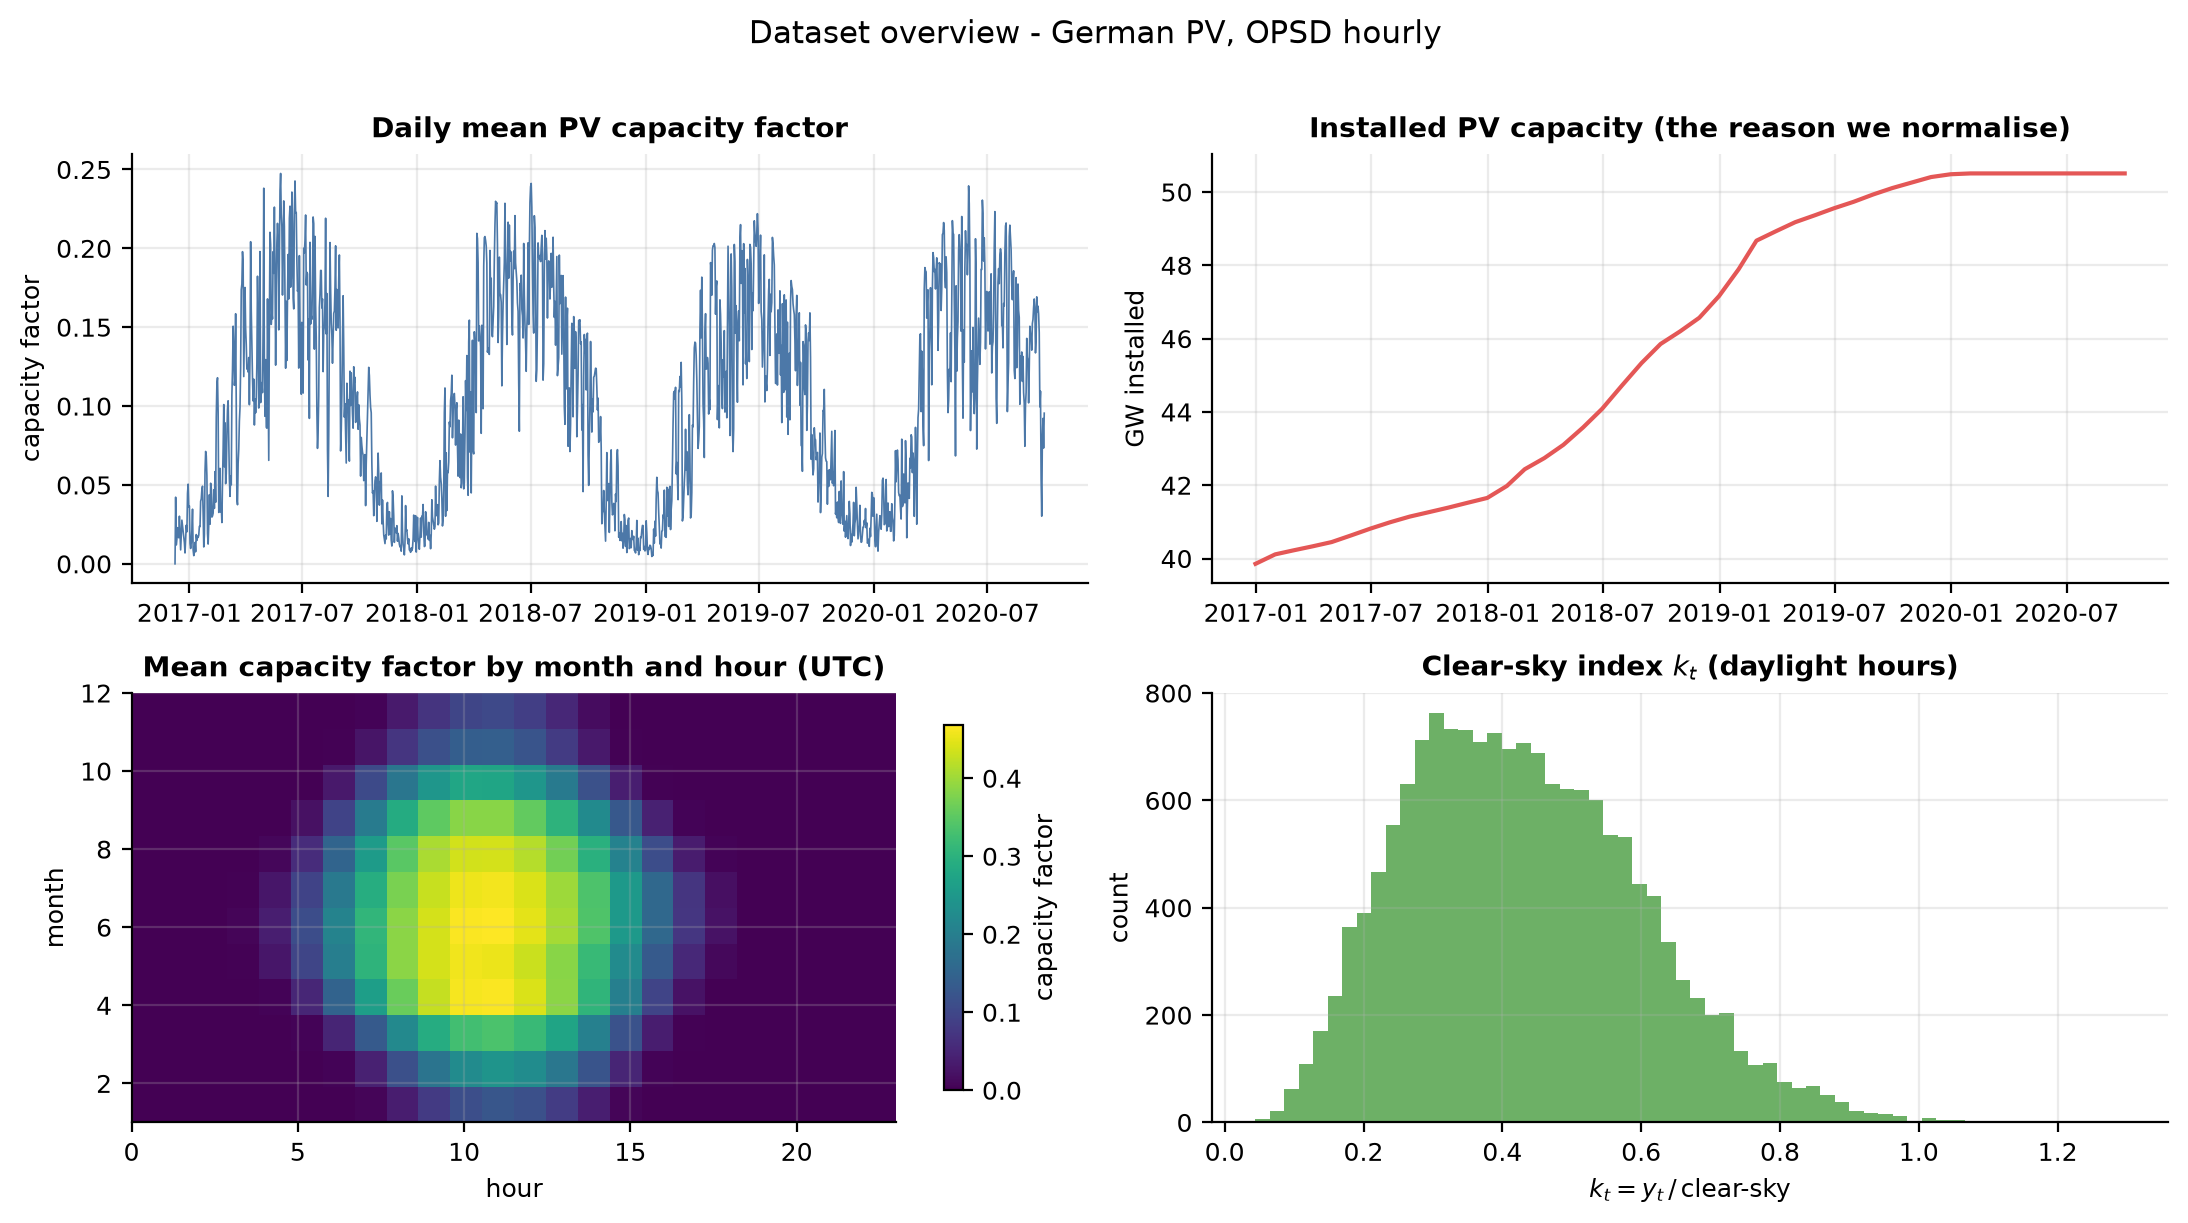 Dataset overview - German PV, OPSD hourly
Daily mean PV capacity factor
capacity factor
0.25
0.20
0.15
0.10
0.05
0.00
2017-01 2017-07 2018-01 2018-07 2019-01 2019-07 2020-01 2020-07
Installed PV capacity (the reason we normalise)
GW installed
50
48
46
44
42
40
2017-01 2017-07 2018-01 2018-07 2019-01 2019-07 2020-01 2020-07
Mean capacity factor by month and hour (UTC)
month
12
10
8
6
4
2
0 5 10 15 20
hour
0.4
0.3
0.2
0.1
0.0
capacity factor
Clear-sky index k_t (daylight hours)
count
800
600
400
200
0
0.0 0.2 0.4 0.6 0.8 1.0 1.2
k_t = y_t / clear-sky